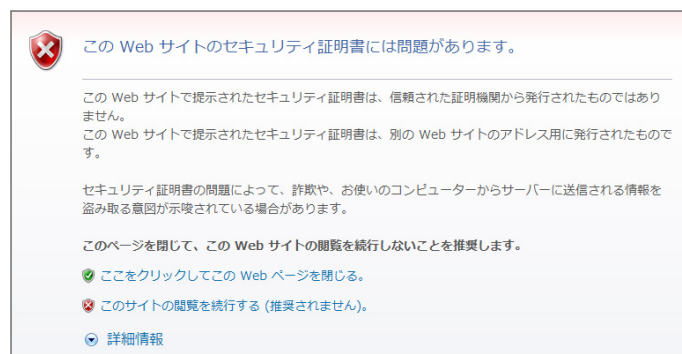 この Web サイトのセキュリティ証明書には問題があります。
この Web サイトで提示されたセキュリティ証明書は、信頼された証明機関から発行されたものではあり
ません。
この Web サイトで提示されたセキュリティ証明書は、別の Web サイトのアドレス用に発行されたもので
す。
セキュリティ証明書の問題によって、詐欺や、お使いのコンピューターからサーバーに送信される情報を
盗み取る意図が示唆されている場合があります。
このページを閉じて、この Web サイトの閲覧を続行しないことを推奨します。
ここをクリックしてこの Web ページを閉じる。
このサイトの閲覧を続行する (推奨されません)。
詳細情報